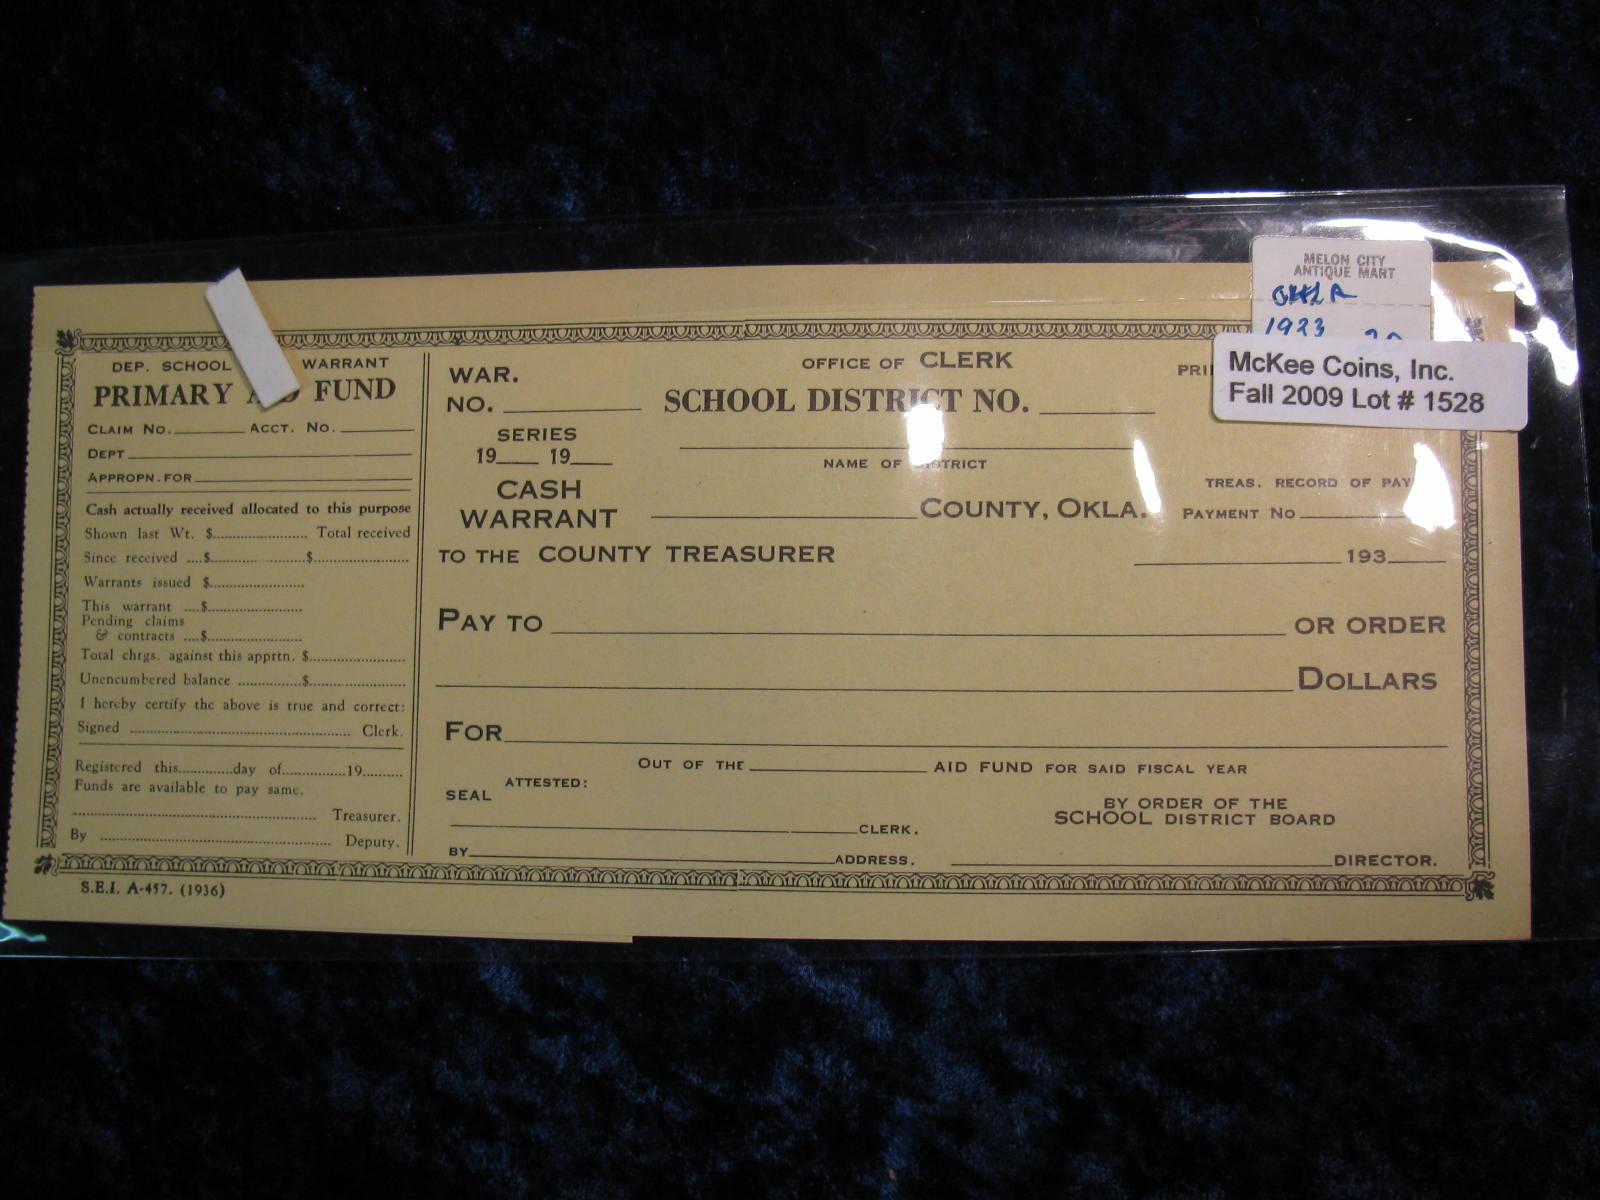 MELON CITY
ANTIQUE MART
OKLA
1923
McKee Coins, Inc.
Fall 2009 Lot # 1528
DEP. SCHOOL WARRANT
PRIMARY FUND
CLAIM NO. ACCT. NO.
DEPT
APPROPN. FOR
Cash actually received allocated to this purpose
Shown last Wt. $ Total received
Since received $ $
Warrants issued $
This warrant $
Pending claims
& contracts $
Total chrgs. against this apprtn. $
Unencumbered balance $
I hereby certify the above is true and correct:
Signed Clerk.
Registered this day of 19
Funds are available to pay same.
Treasurer.
By Deputy.
S.E.I. A-457. (1936)
WAR.
NO.
SERIES
19 19
CASH
WARRANT
OFFICE OF CLERK
SCHOOL DISTRICT NO.
NAME OF DISTRICT
COUNTY, OKLA.
TREAS. RECORD OF PAY
PAYMENT NO
TO THE COUNTY TREASURER 193
PAY TO OR ORDER
DOLLARS
FOR
OUT OF THE AID FUND FOR SAID FISCAL YEAR
ATTESTED:
SEAL
CLERK.
BY ADDRESS.
BY ORDER OF THE
SCHOOL DISTRICT BOARD
DIRECTOR.